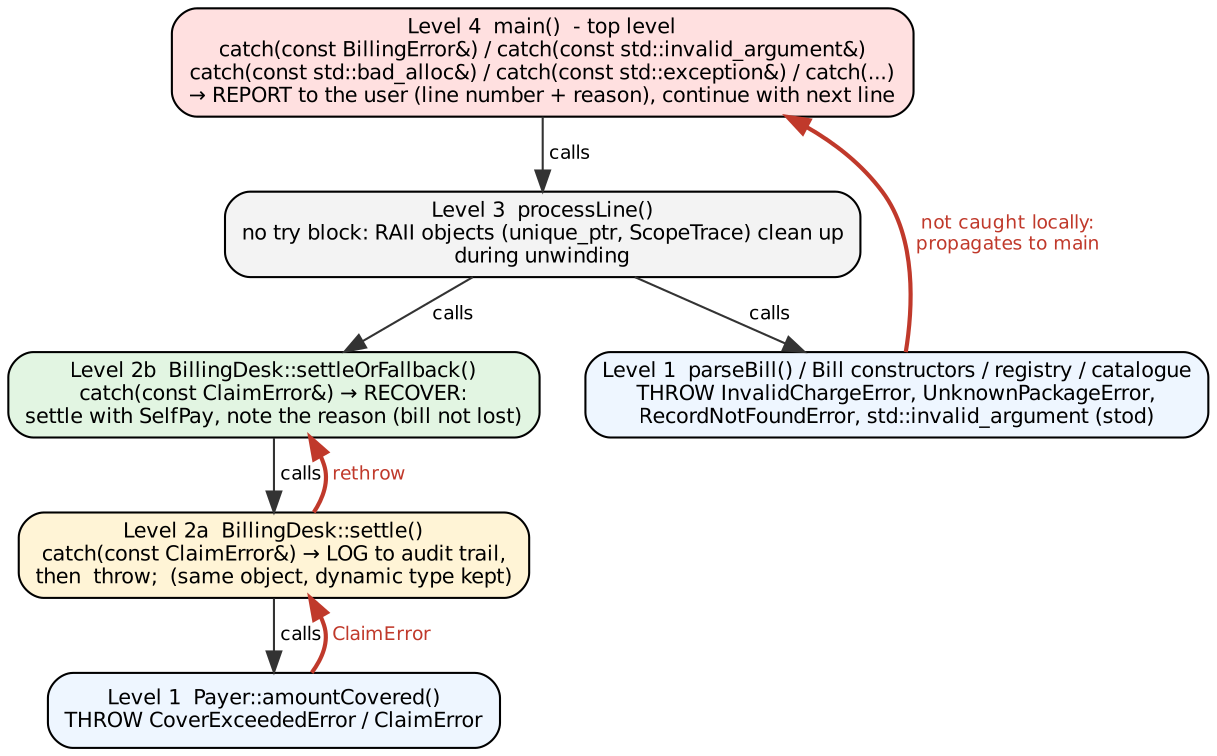 Level 4  main()  - top level
catch(const BillingError&) / catch(const std::invalid_argument&)
catch(const std::bad_alloc&) / catch(const std::exception&) / catch(...)
→ REPORT to the user (line number + reason), continue with next line
calls
Level 3  processLine()
no try block: RAII objects (unique_ptr, ScopeTrace) clean up
during unwinding
not caught locally:
propagates to main
calls
calls
Level 2b  BillingDesk::settleOrFallback()
catch(const ClaimError&) → RECOVER:
settle with SelfPay, note the reason (bill not lost)
Level 1  parseBill() / Bill constructors / registry / catalogue
THROW InvalidChargeError, UnknownPackageError,
RecordNotFoundError, std::invalid_argument (stod)
calls
rethrow
Level 2a  BillingDesk::settle()
catch(const ClaimError&) → LOG to audit trail,
then  throw;  (same object, dynamic type kept)
calls
ClaimError
Level 1  Payer::amountCovered()
THROW CoverExceededError / ClaimError